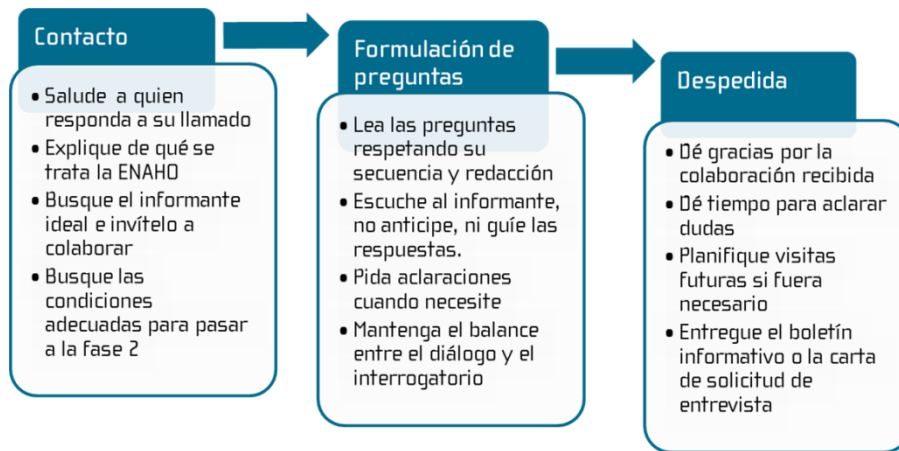 Contacto
• Salude a quien
responda a su llamado
• Explique de qué se
trata la ENAHO
• Busque el informante
ideal e invítelo a
colaborar
• Busque las
condiciones
adecuadas para pasar
a la fase 2
Formulación de
preguntas
• Lea las preguntas
respetando su
secuencia y redacción
• Escuche al informante,
no anticipe, ni guíe las
respuestas.
• Pida aclaraciones
cuando necesite
• Mantenga el balance
entre el diálogo y el
interrogatorio
Despedida
• Dé gracias por la
colaboración recibida
• Dé tiempo para aclarar
dudas
• Planifique visitas
futuras si fuera
necesario
• Entregue el boletín
informativo o la carta
de solicitud de
entrevista